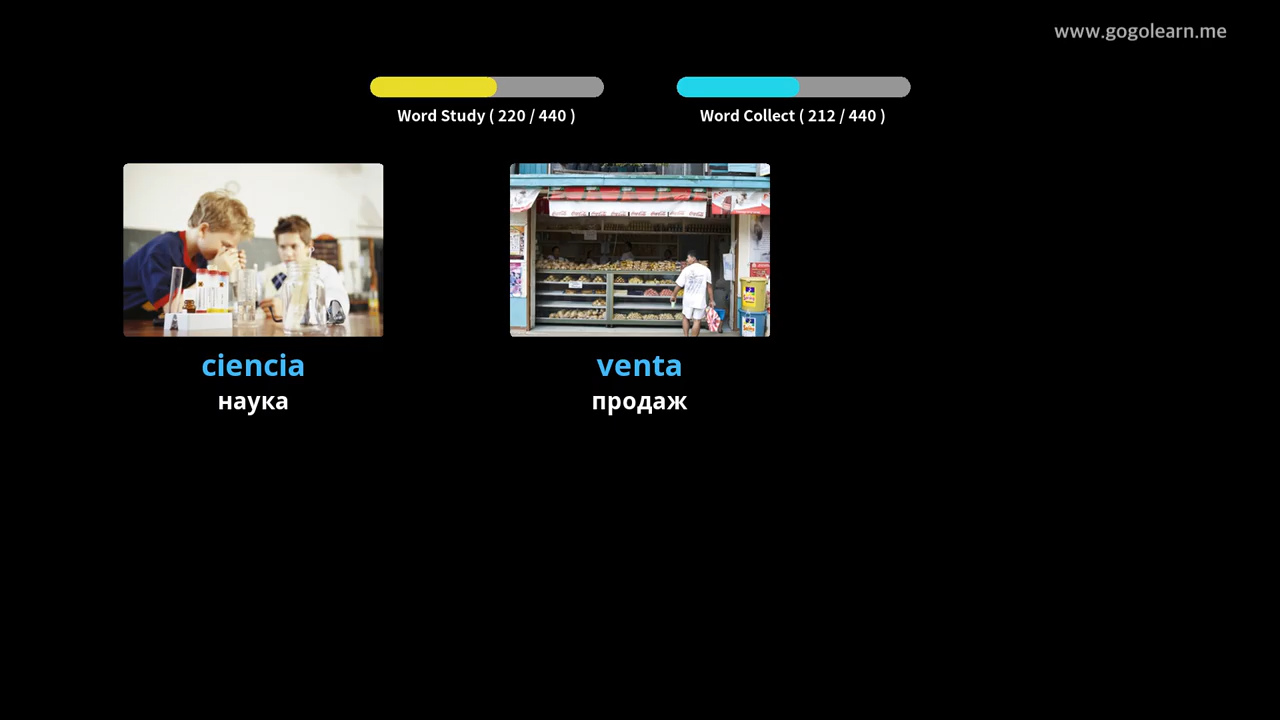 www.gogolearn.me
Word Study ( 220 / 440 )
Word Collect ( 212 / 440 )
ciencia
наука
venta
продаж